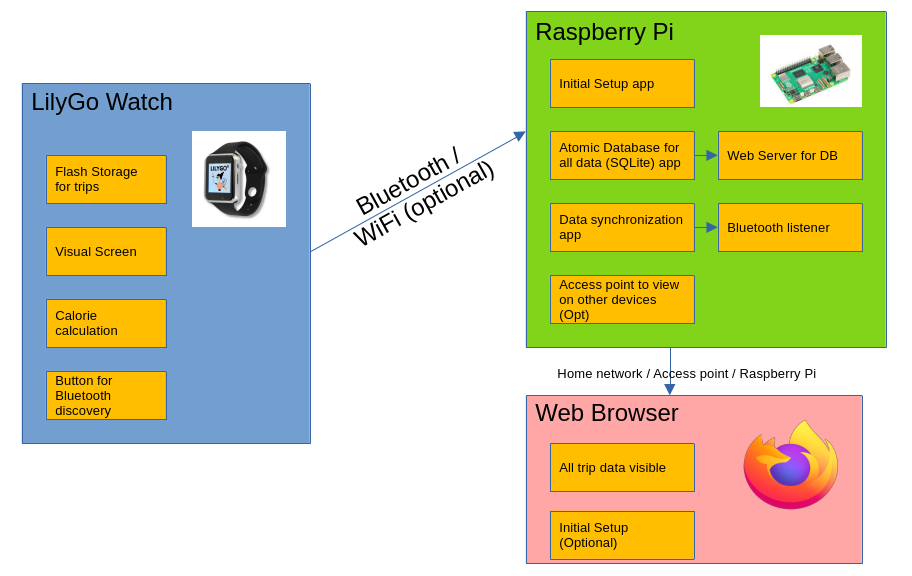 LilyGo Watch
LILYGO
Flash Storage
for trips
Visual Screen
Calorie
calculation
Button for
Bluetooth
discovery
Bluetooth /
WiFi (optional)
Raspberry Pi
Initial Setup app
Atomic Database for
all data (SQLite) app
Web Server for DB
Data synchronization
app
Bluetooth listener
Access point to view
on other devices
(Opt)
Home network / Access point / Raspberry Pi
Web Browser
All trip data visible
Initial Setup
(Optional)